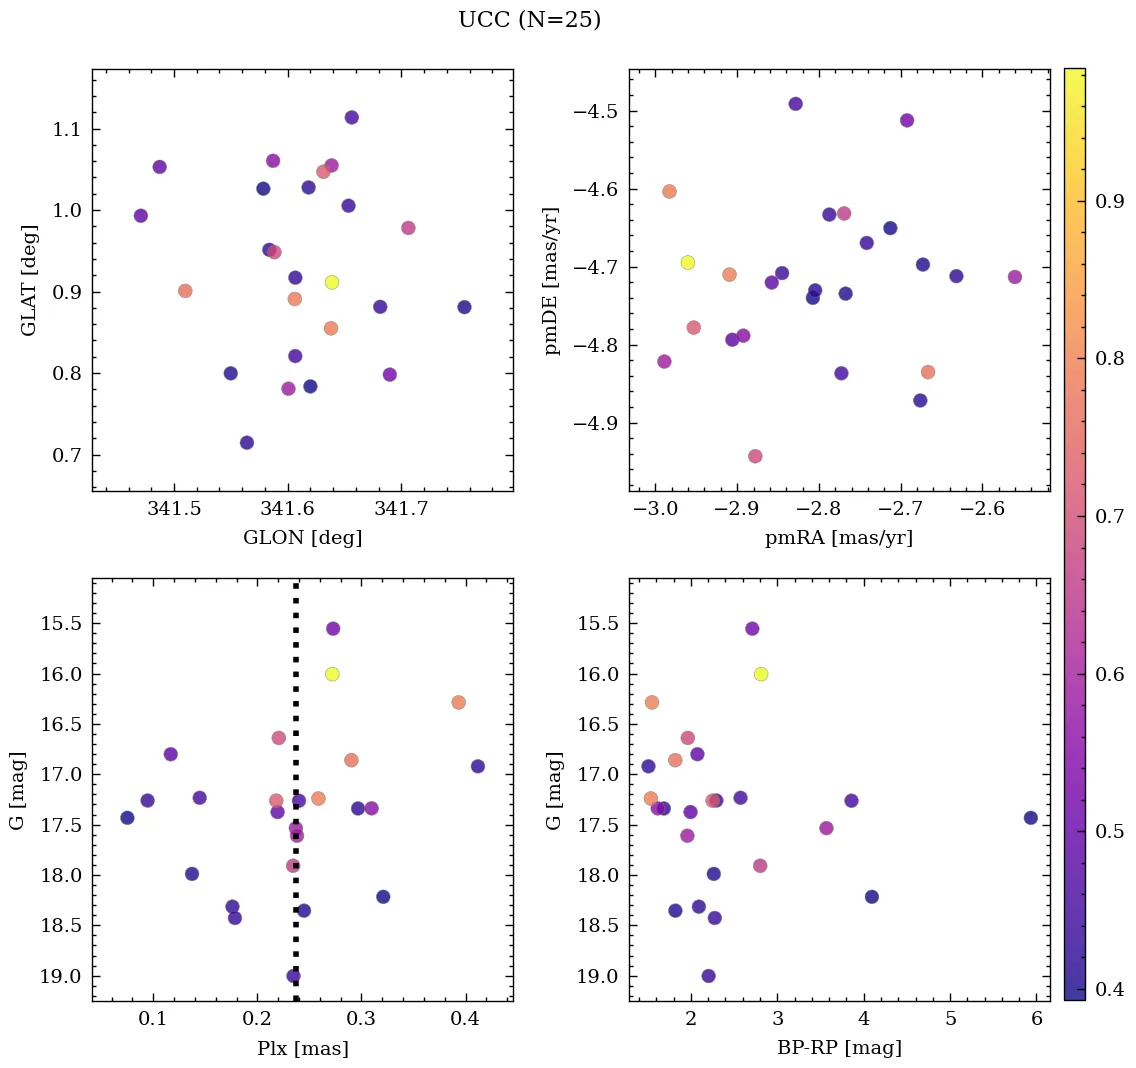 UCC (N=25)
1.1
1.0
0.9
0.8
0.7
GLAT [deg]
341.5 341.6 341.7
GLON [deg]
−4.5
−4.6
−4.7
−4.8
−4.9
pmDE [mas/yr]
−3.0 −2.9 −2.8 −2.7 −2.6
pmRA [mas/yr]
15.5
16.0
16.5
17.0
17.5
18.0
18.5
19.0
G [mag]
0.1 0.2 0.3 0.4
Plx [mas]
15.5
16.0
16.5
17.0
17.5
18.0
18.5
19.0
G [mag]
2 3 4 5 6
BP-RP [mag]
0.9
0.8
0.7
0.6
0.5
0.4